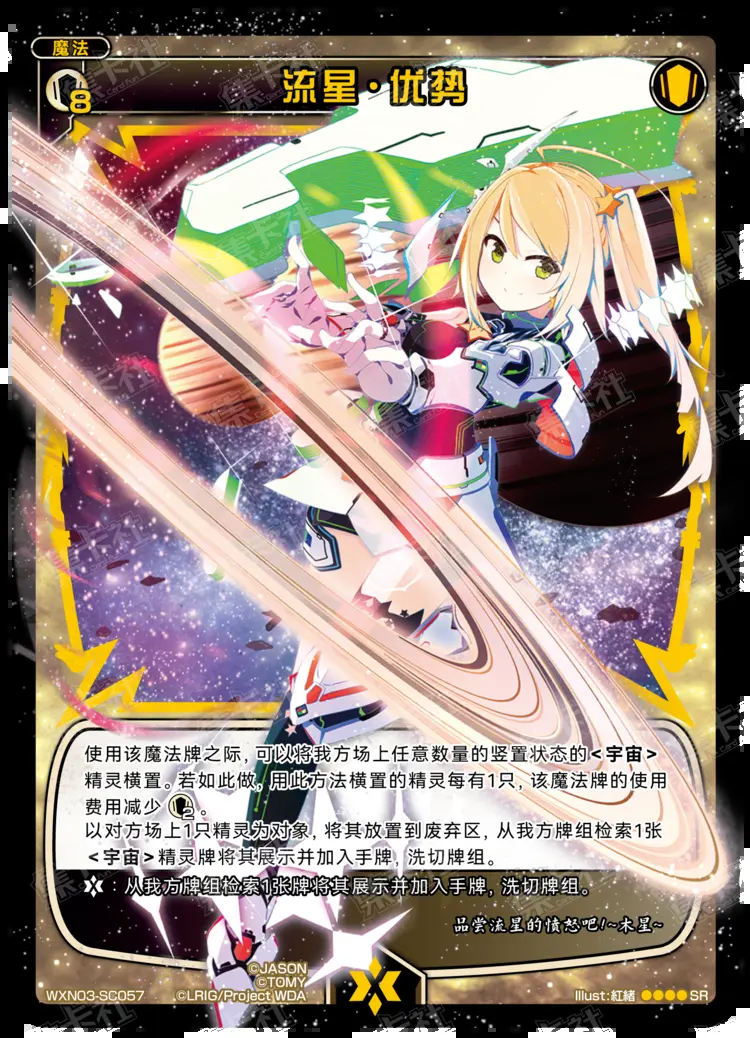 魔法
8
流星·优势
使用该魔法牌之际, 可以将我方场上任意数量的竖置状态的<宇宙>
精灵横置。若如此做, 用此方法横置的精灵每有1只, 该魔法牌的使用
费用减少 2 。
以对方场上1只精灵为对象, 将其放置到废弃区, 从我方牌组检索1张
<宇宙>精灵牌将其展示并加入手牌, 洗切牌组。
: 从我方牌组检索1张牌将其展示并加入手牌, 洗切牌组。
品尝流星的愤怒吧!~木星~
©JASON
©TOMY
WXN03-SC057 ©LRIG/Project WDA Illust:紅緒 SR
集卡社